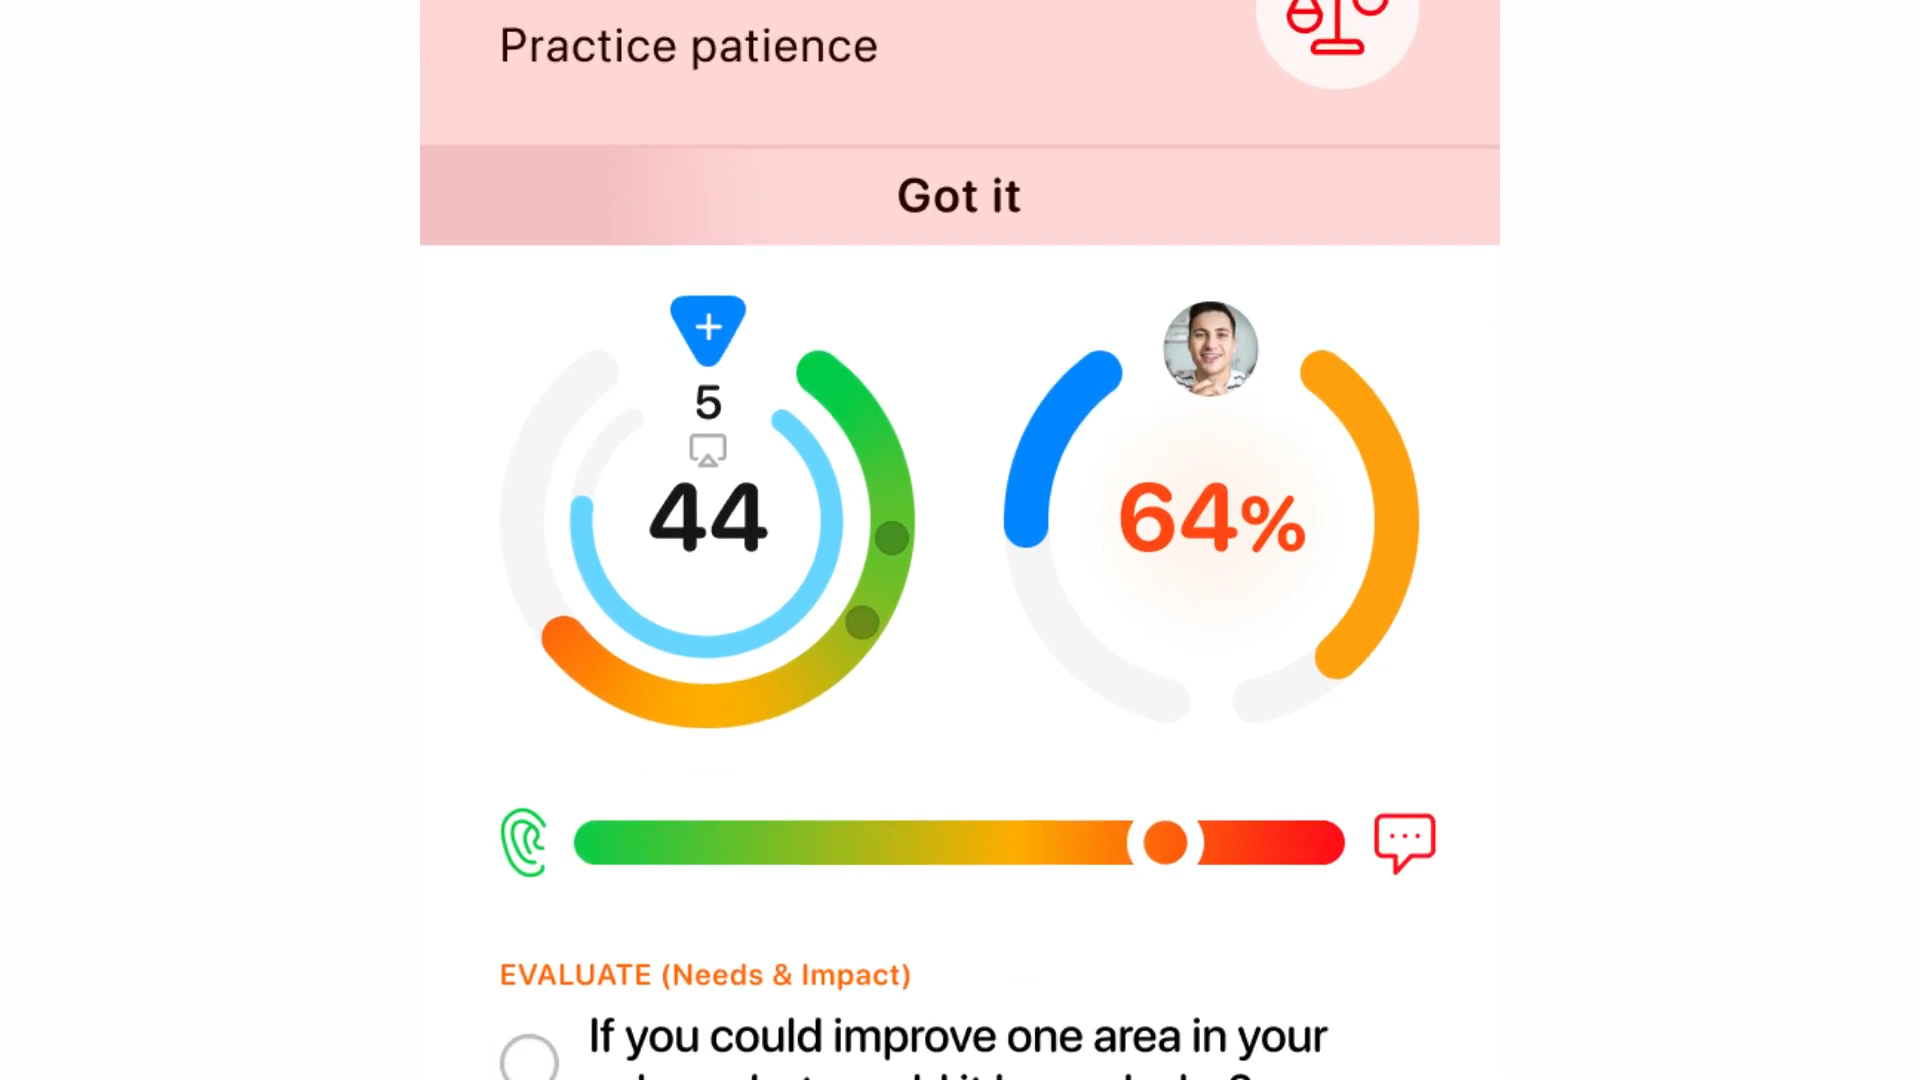 Practice patience
Got it
5
44
64%
EVALUATE (Needs & Impact)
If you could improve one area in your